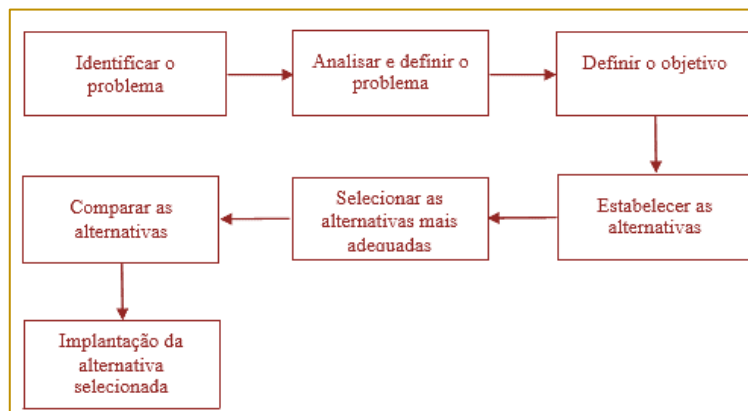 Identificar o
problema
Analisar e definir o
problema
Definir o objetivo
Estabelecer as
alternativas
Selecionar as
alternativas mais
adequadas
Comparar as
alternativas
Implantação da
alternativa
selecionada